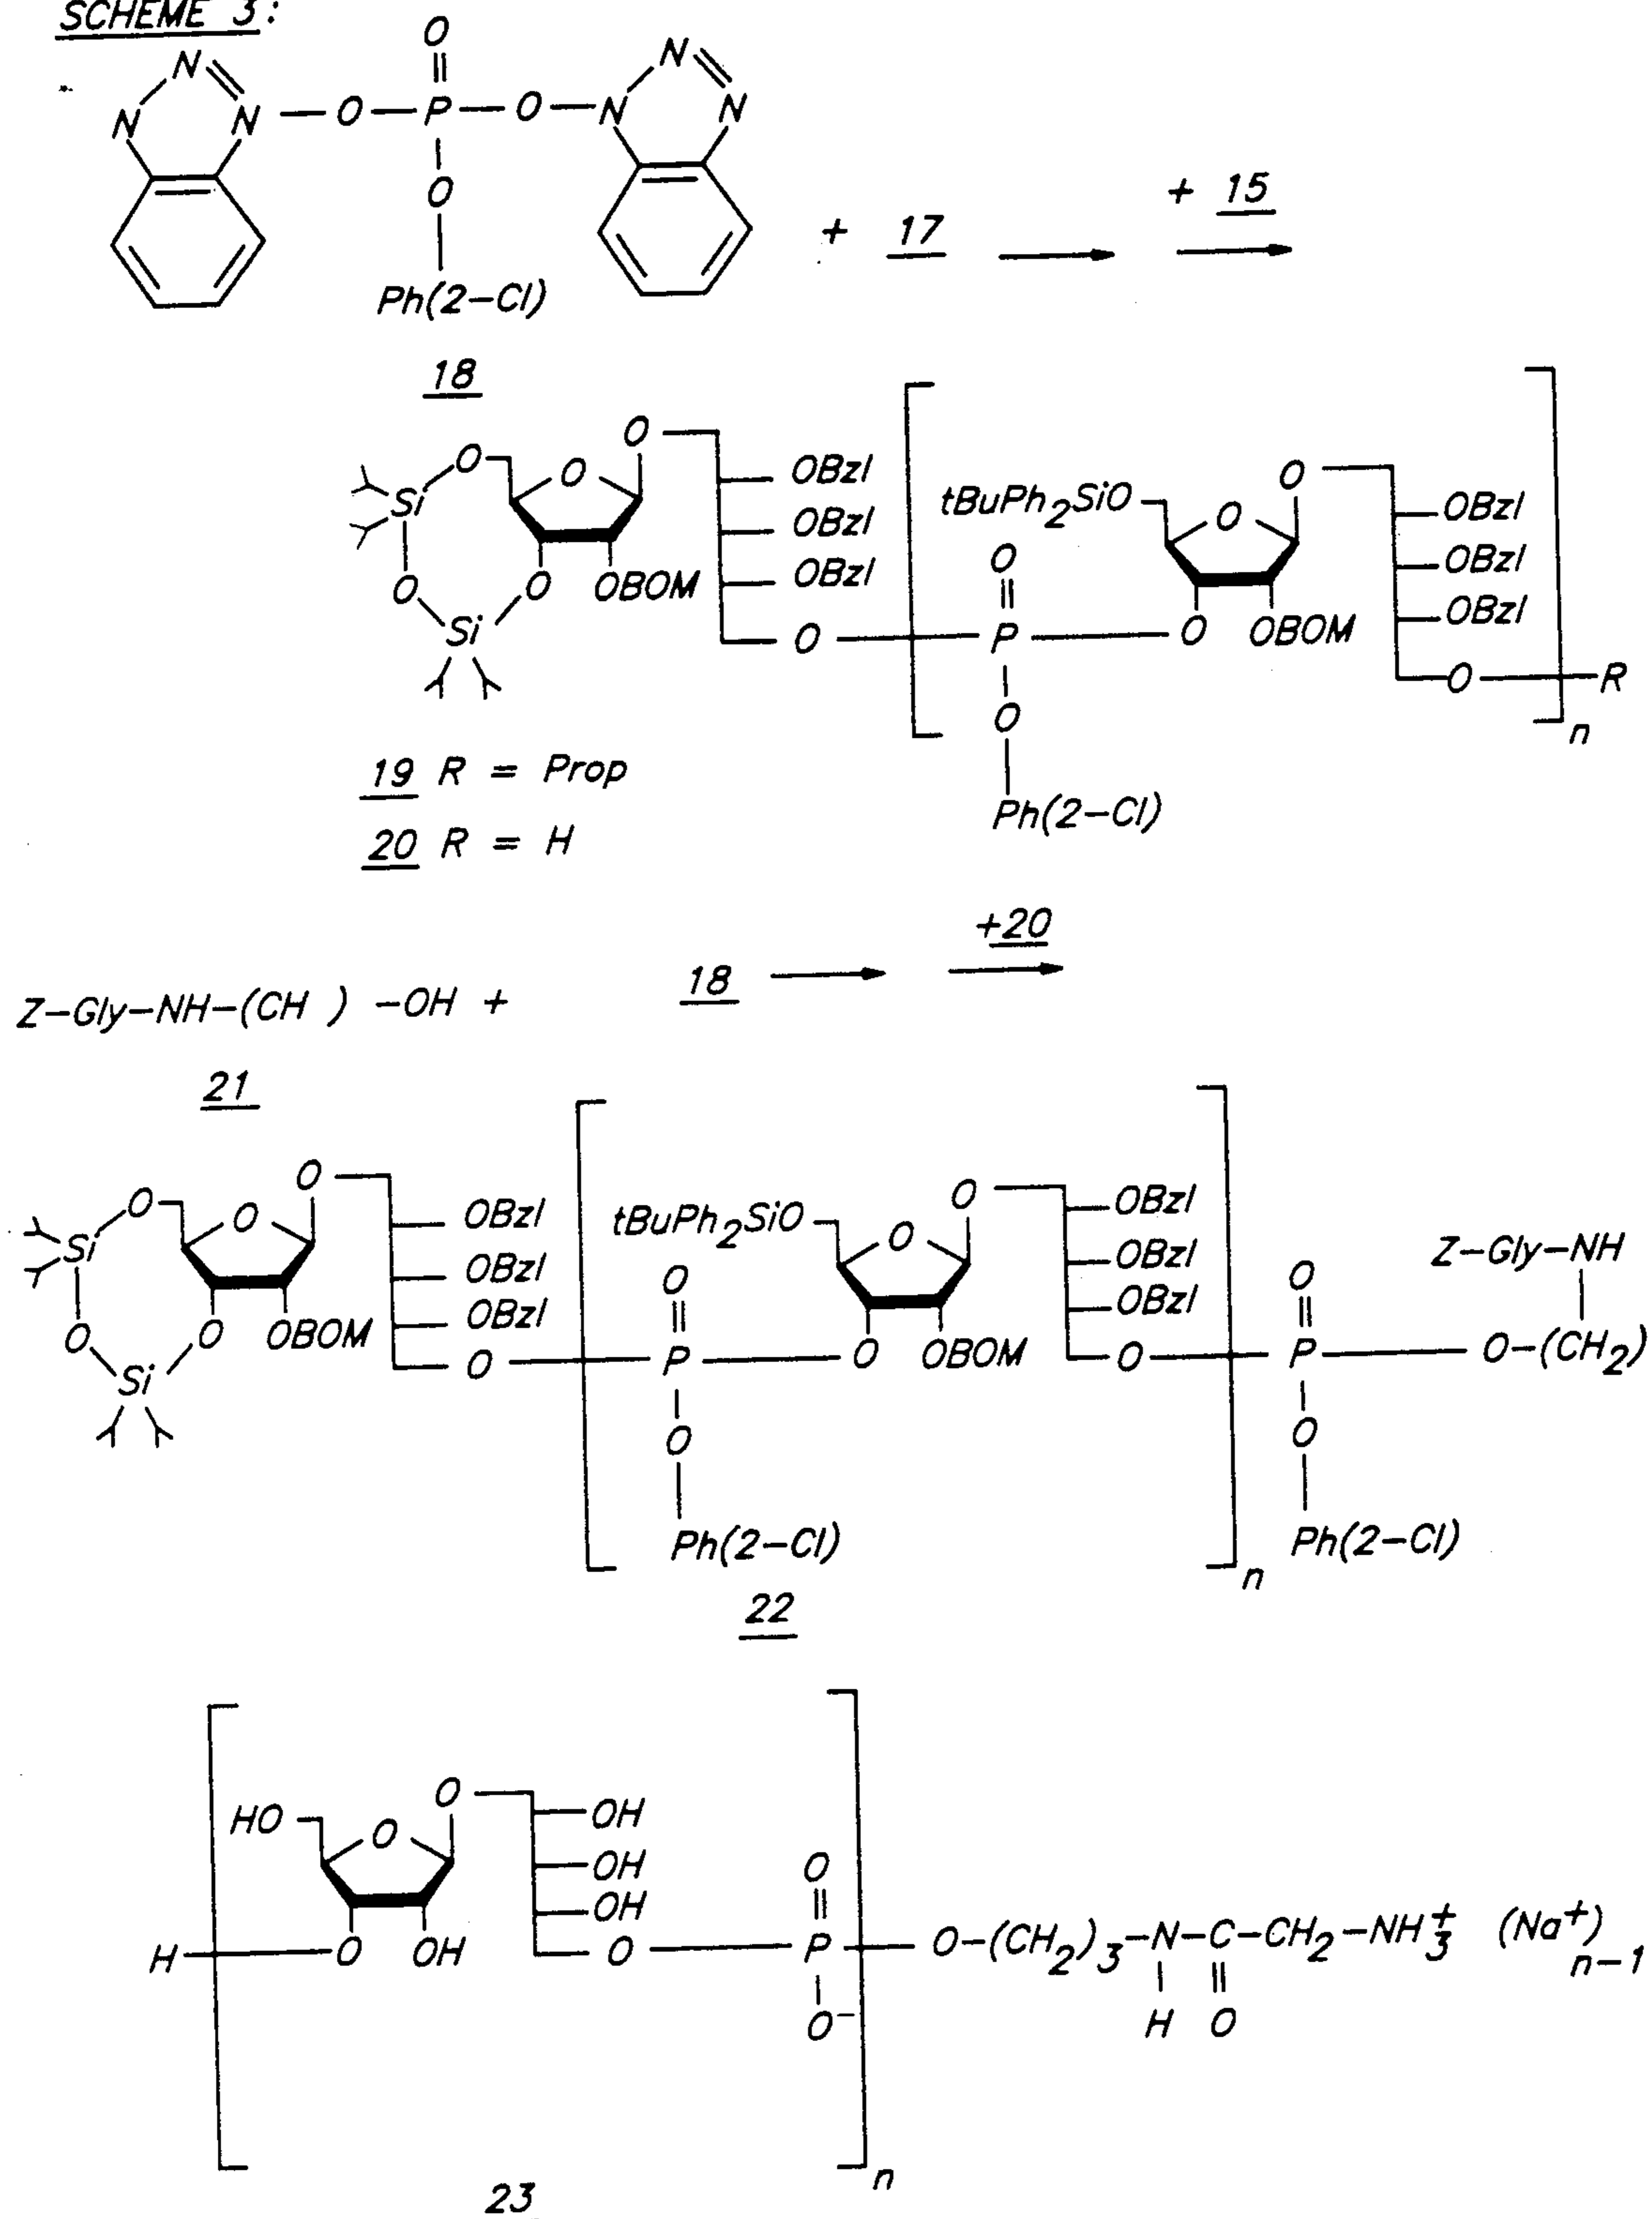 SCHEME 3:
O
N N N O P O N N N
O
Ph(2-Cl)
+ 17
+ 15
18
O O O
Si
OBzl
OBzl
OBzl
O O OBOM
Si
O
tBuPh2SiO O O
OBzl
OBzl
OBzl
O
P
O OBOM
O R
O
Ph(2-Cl)
n
19 R = Prop
20 R = H
+20
Z-Gly-NH-(CH ) -OH + 18
21
O O O
Si
OBzl
OBzl
OBzl
O O OBOM
Si
O
tBuPh2SiO O O
OBzl
OBzl
OBzl
O
P
O OBOM
O
O
Ph(2-Cl)
n
O
P
O
Ph(2-Cl)
Z-Gly-NH
O-(CH2)
22
HO O O
OH
OH
OH
H O OH O
O
P
O-
O-(CH2)3-N-C-CH2-NH3+ (Na+)n-1
H O
n
23